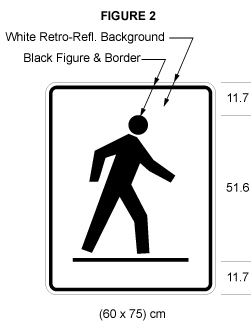 FIGURE 2
White Retro-Refl. Background
Black Figure & Border
11.7
51.6
11.7
(60 x 75) cm